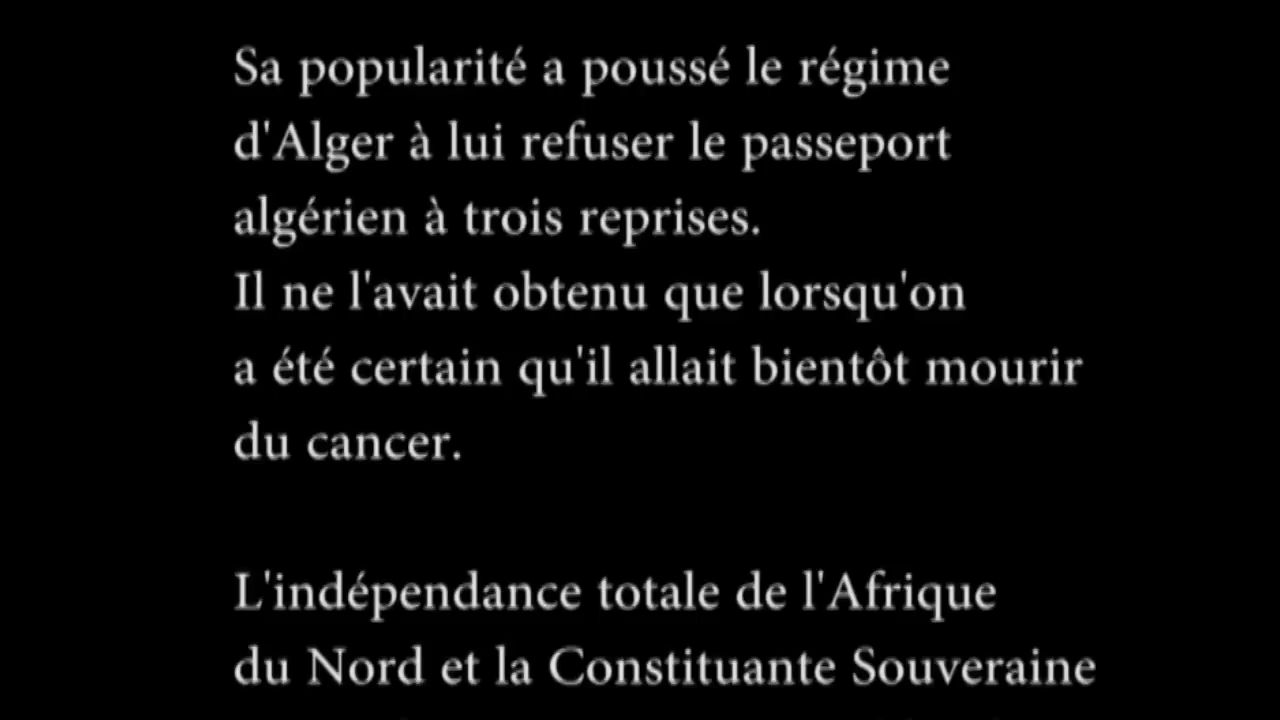 Sa popularité a poussé le régime
d'Alger à lui refuser le passeport
algérien à trois reprises.
Il ne l'avait obtenu que lorsqu'on
a été certain qu'il allait bientôt mourir
du cancer.
L'indépendance totale de l'Afrique
du Nord et la Constituante Souveraine